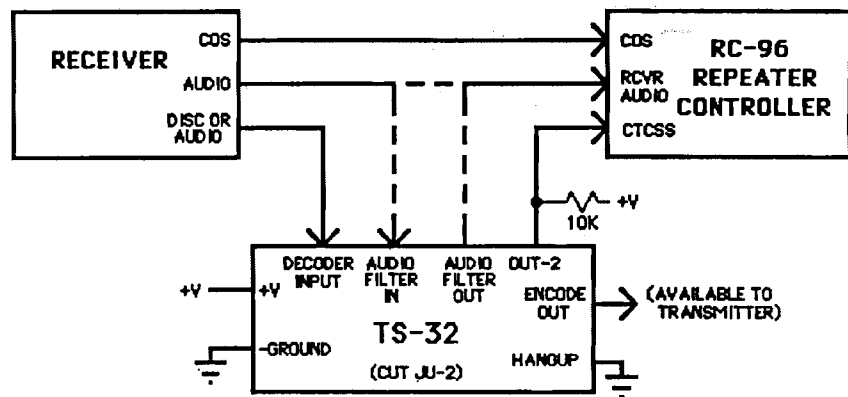 RECEIVER
COS
AUDIO
DISC OR
AUDIO
COS
RCVR
AUDIO
CTCSS
RC-96
REPEATER
CONTROLLER
+V
10K
DECODER
INPUT
AUDIO
FILTER
IN
AUDIO
FILTER
OUT
OUT-2
ENCODE
OUT
(AVAILABLE TO
TRANSMITTER)
+V
+V
TS-32
-GROUND
(CUT JU-2)
HANGUP